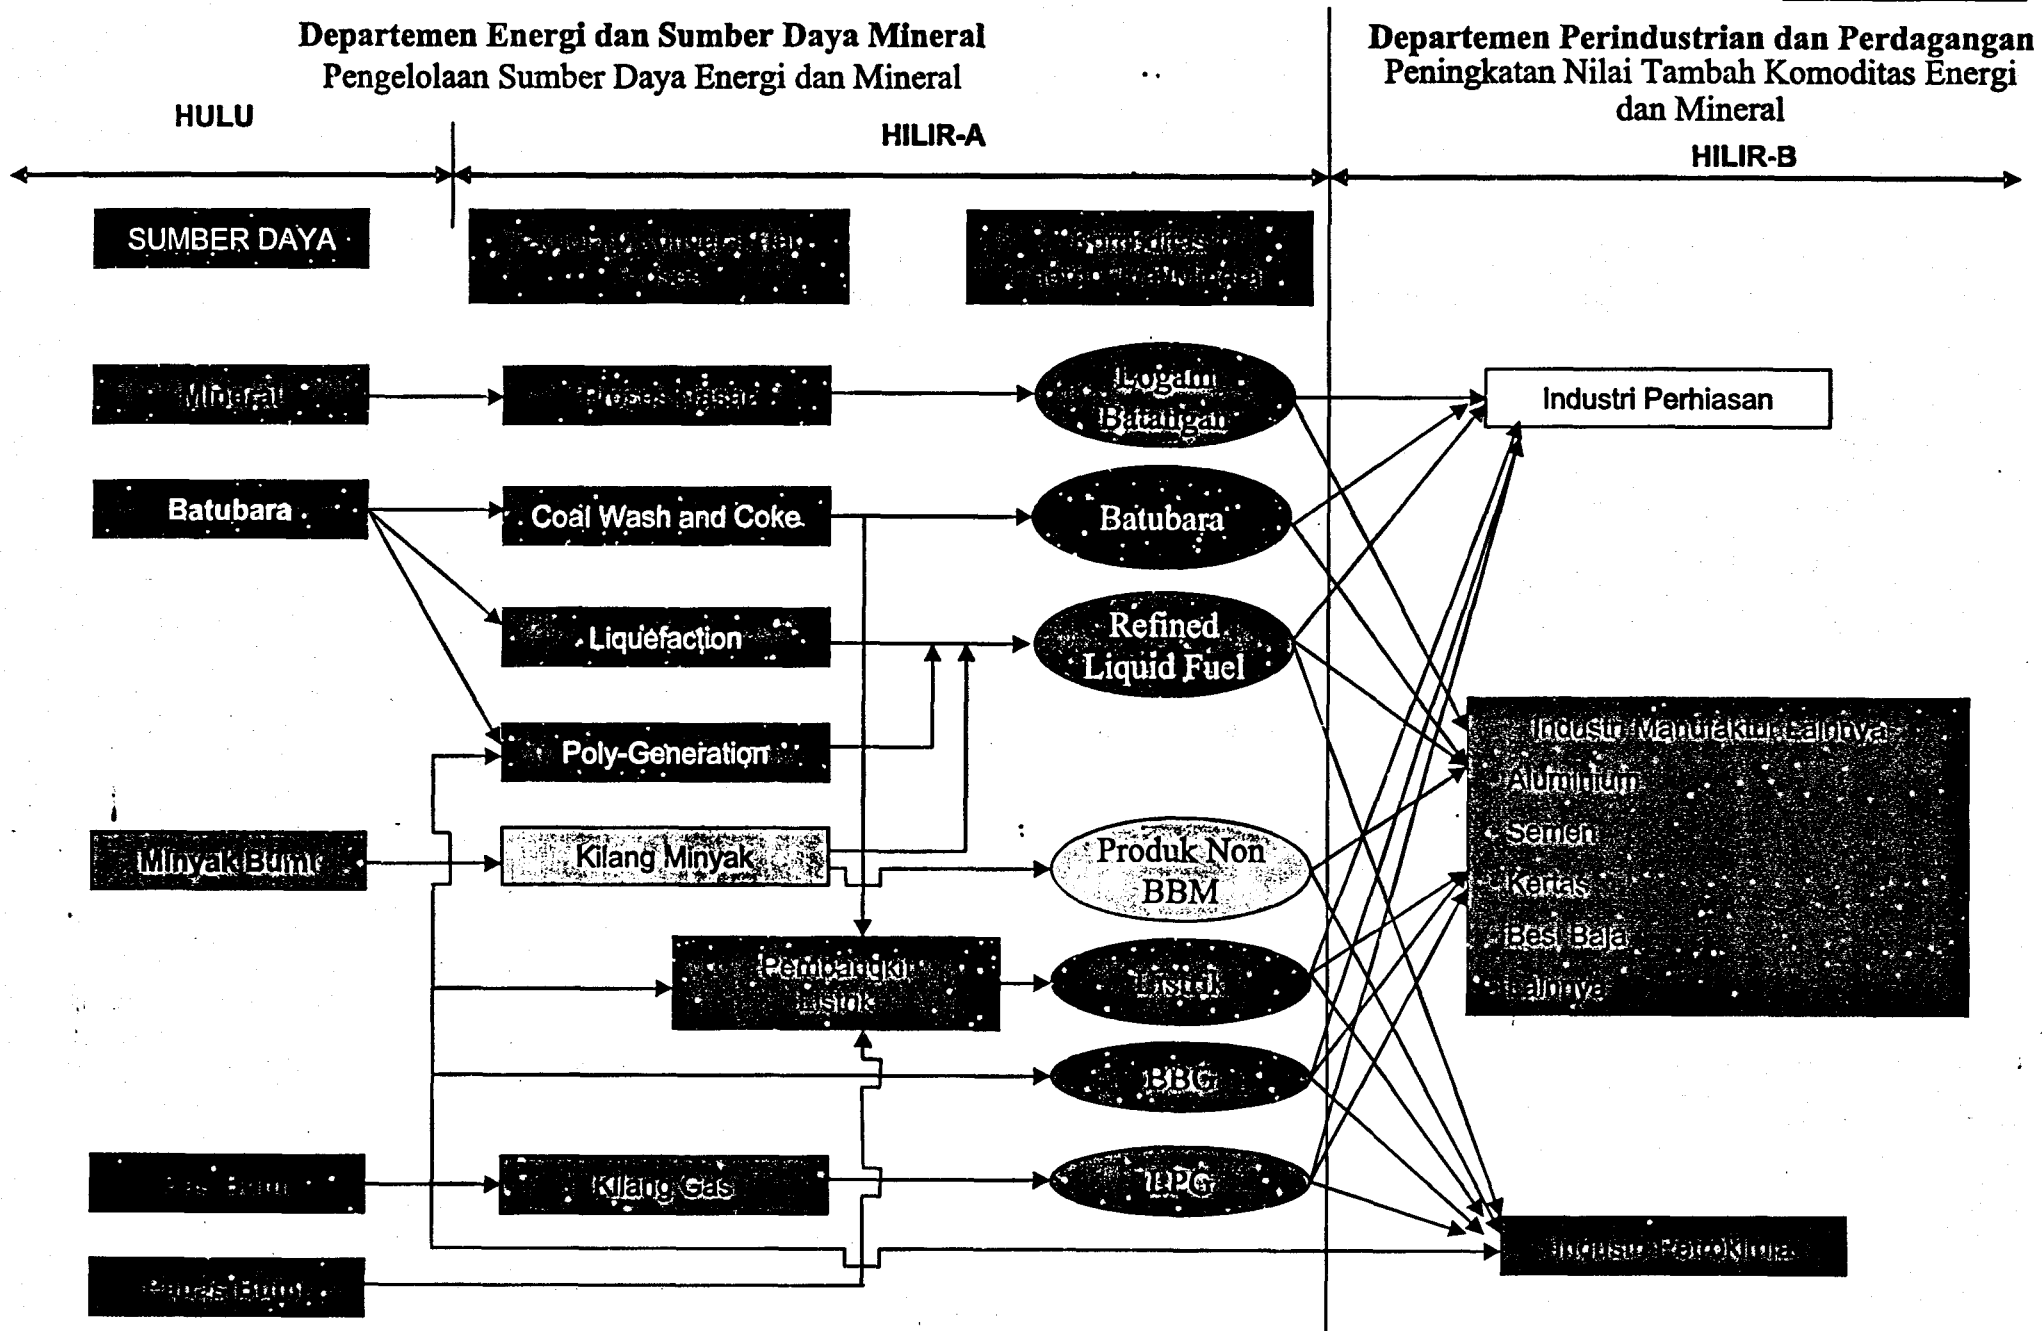 Departemen Energi dan Sumber Daya Mineral
Pengelolaan Sumber Daya Energi dan Mineral
Departemen Perindustrian dan Perdagangan
Peningkatan Nilai Tambah Komoditas Energi
dan Mineral
HULU
HILIR-A
HILIR-B
SUMBER DAYA
Komoditas
Mineral
Proses Dasar
Logam
Batangan
Industri Perhiasan
Batubara
Coal Wash and Coke
Batubara
Liquefaction
Refined
Liquid Fuel
Poly-Generation
Industri Manufaktur Lainnya
Aluminium
Semen
Kertas
Besi Baja
Lainnya
Minyak Bumi
Kilang Minyak
Produk Non
BBM
Pembangkit
Listrik
Listrik
BBG
Gas Bumi
Kilang Gas
LPG
Industri Petrokimia
Panas Bumi